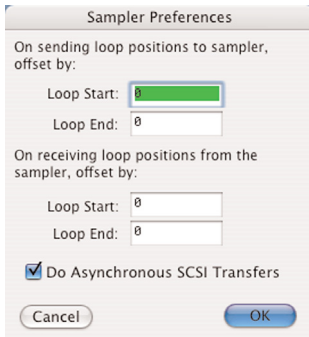 Sampler Preferences
On sending loop positions to sampler,
offset by:
Loop Start: 0
Loop End: 0
On receiving loop positions from the
sampler, offset by:
Loop Start: 0
Loop End: 0
Do Asynchronous SCSI Transfers
Cancel OK